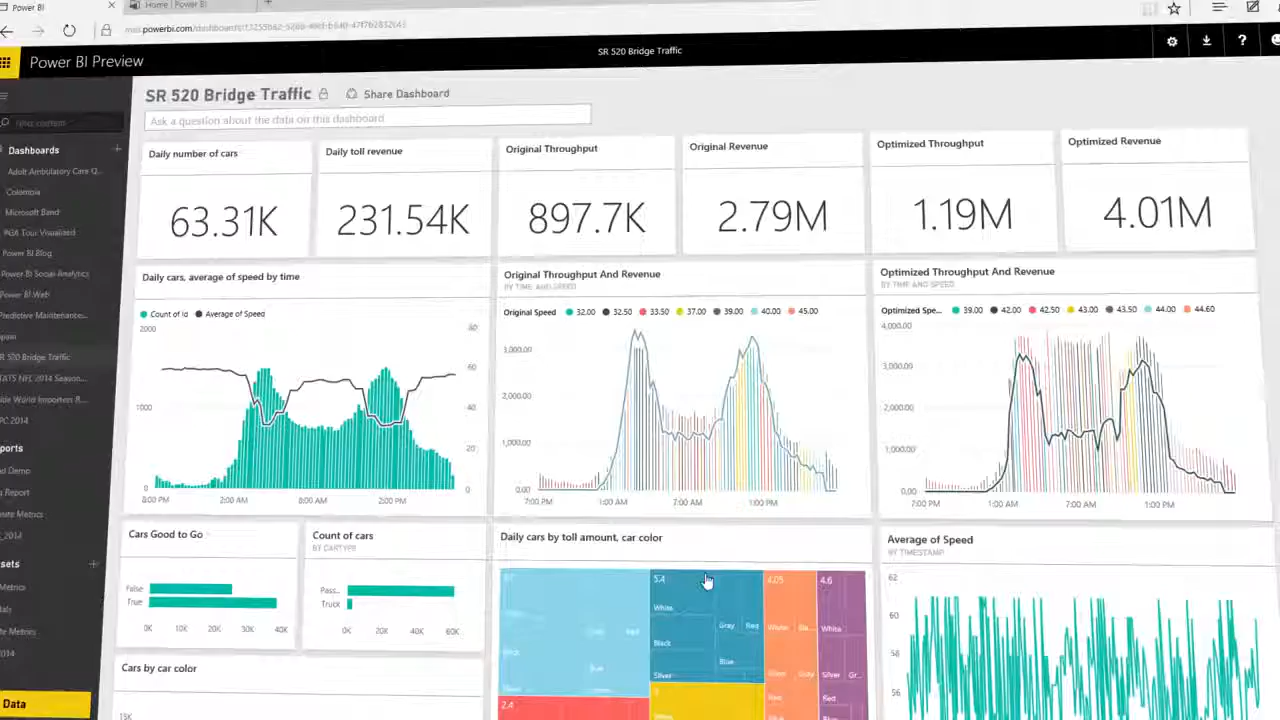 Power BI
Home | Power BI
Power BI Preview
SR 520 Bridge Traffic
?
SR 520 Bridge Traffic
Share Dashboard
Ask a question about the data on this dashboard
Dashboards
Adolt Ambulatory Care Q...
Colombia
Microsoft Band
PGA Tour Visualized
Power BI Blog
Power BI Social Analytics
Power BI Web
Predictive Maintenance...
SR 520 Bridge Traffic
STATS NFL 2014 Season...
Wide World Importers R...
PC 2014
ports
Demo
Report
Metrics
2014
sets
Metrics
Metrics
2014
Data
Daily number of cars
63.31K
Daily toll revenue
231.54K
Original Throughput
897.7K
Original Revenue
2.79M
Optimized Throughput
1.19M
Optimized Revenue
4.01M
Daily cars, average of speed by time
Count of id Average of Speed
2000
1000
0
60
40
20
0
8:00 PM 2:00 AM 8:00 AM 2:00 PM
Original Throughput And Revenue
BY TIME AND SPEED
Original Speed 32.00 32.50 33.50 37.00 39.00 40.00 45.00
3,000.00
2,000.00
1,000.00
0.00
7:00 PM 1:00 AM 7:00 AM 1:00 PM
Optimized Throughput And Revenue
BY TIME AND SPEED
Optimized Spe... 39.00 42.00 42.50 43.00 43.50 44.00 44.60
4,000.00
3,000.00
2,000.00
1,000.00
0.00
7:00 PM 1:00 AM 7:00 AM 1:00 PM
Cars Good to Go
False
True
0K 10K 20K 30K 40K
Count of cars
BY CARTYPE
Pass...
Truck
0K 20K 40K 60K
Daily cars by toll amount, car color
5.4
White
Gray Red
Black
Blue
Silver
4.05
White
4.6
White
Silver Gr...
Red
Blue
2.4
Average of Speed
BY TIMESTAMP
62
60
58
56
Cars by car color
15K